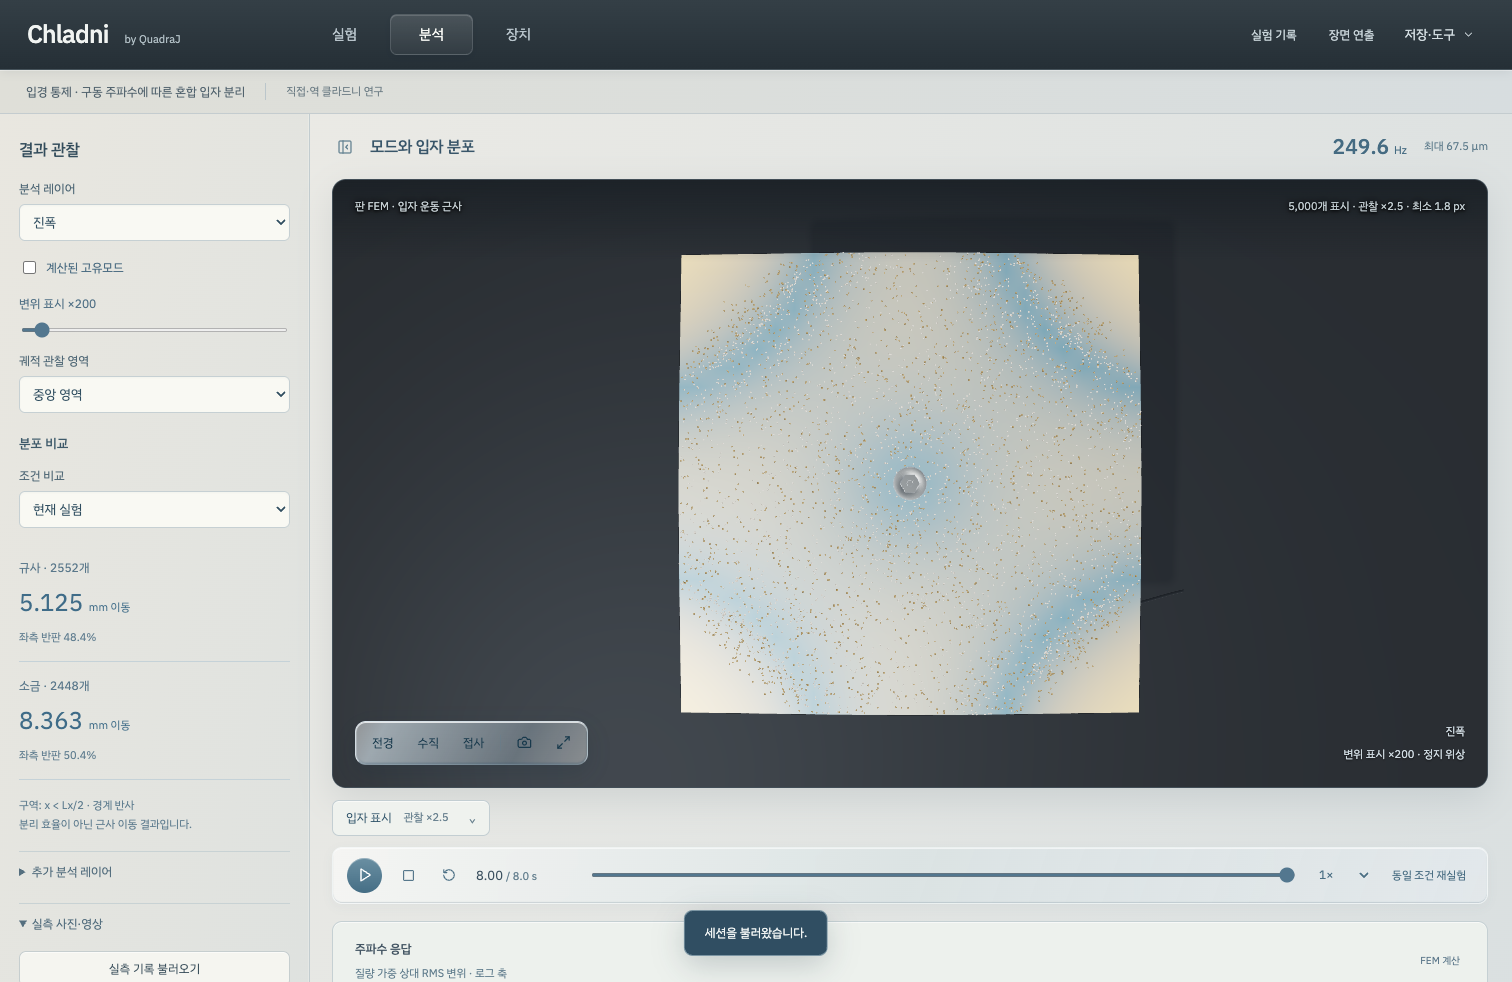 Chladni by QuadraJ
실험
분석
장치
실험 기록
장면 연출
저장·도구
입경 통제 · 구동 주파수에 따른 혼합 입자 분리
직접·역 클라드니 연구
결과 관찰
분석 레이어
진폭
계산된 고유모드
변위 표시 ×200
궤적 관찰 영역
중앙 영역
분포 비교
조건 비교
현재 실험
규사 · 2552개
5.125 mm 이동
좌측 반판 48.4%
소금 · 2448개
8.363 mm 이동
좌측 반판 50.4%
구역: x < Lx/2 · 경계 반사
분리 효율이 아닌 근사 이동 결과입니다.
추가 분석 레이어
실측 사진·영상
실측 기록 불러오기
모드와 입자 분포
249.6 Hz
최대 67.5 µm
판 FEM · 입자 운동 근사
5,000개 표시 · 관찰 ×2.5 · 최소 1.8 px
전경
수직
접사
진폭
변위 표시 ×200 · 정지 위상
입자 표시 관찰 ×2.5
8.00 / 8.0 s
1×
동일 조건 재실험
세션을 불러왔습니다.
주파수 응답
질량 가중 상대 RMS 변위 · 로그 축
FEM 계산